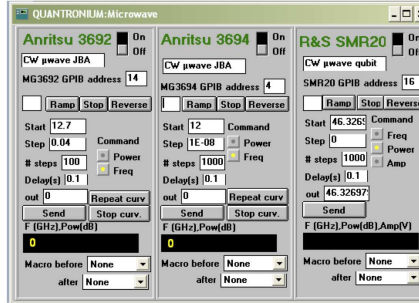 QUANTRONIUM:Microwave
Anritsu 3692 On
Off
CW µwave JBA
MG3692 GPIB address 14
Ramp Stop Reverse
Start 12.7
Step 0.04 Command
Power
# steps 100 Freq
Delay(s) 0.1
out 0 Repeat curv
Send Stop curv.
F (GHz),Pow(dB)
0
Macro before None
after None
Anritsu 3694 On
Off
CW µwave JBA
MG3694 GPIB address 4
Ramp Stop Reverse
Start 12 Command
Step 1E-08 Power
# steps 1000 Freq
Delay(s) 0.1
out 0 Repeat curv
Send Stop curv.
F (GHz),Pow(dB)
0
Macro before None
after None
R&S SMR20 On
Off
CW µwave qubit
SMR20 GPIB address 16
Ramp Stop Revers
Start 46.326 Command
Step 0 Freq
Power
# steps 1000 Amp
Delay(s) 0.1
out 46.3269
Send
F (GHz),Pow(dB),Amp(V)
Macro before None
after None